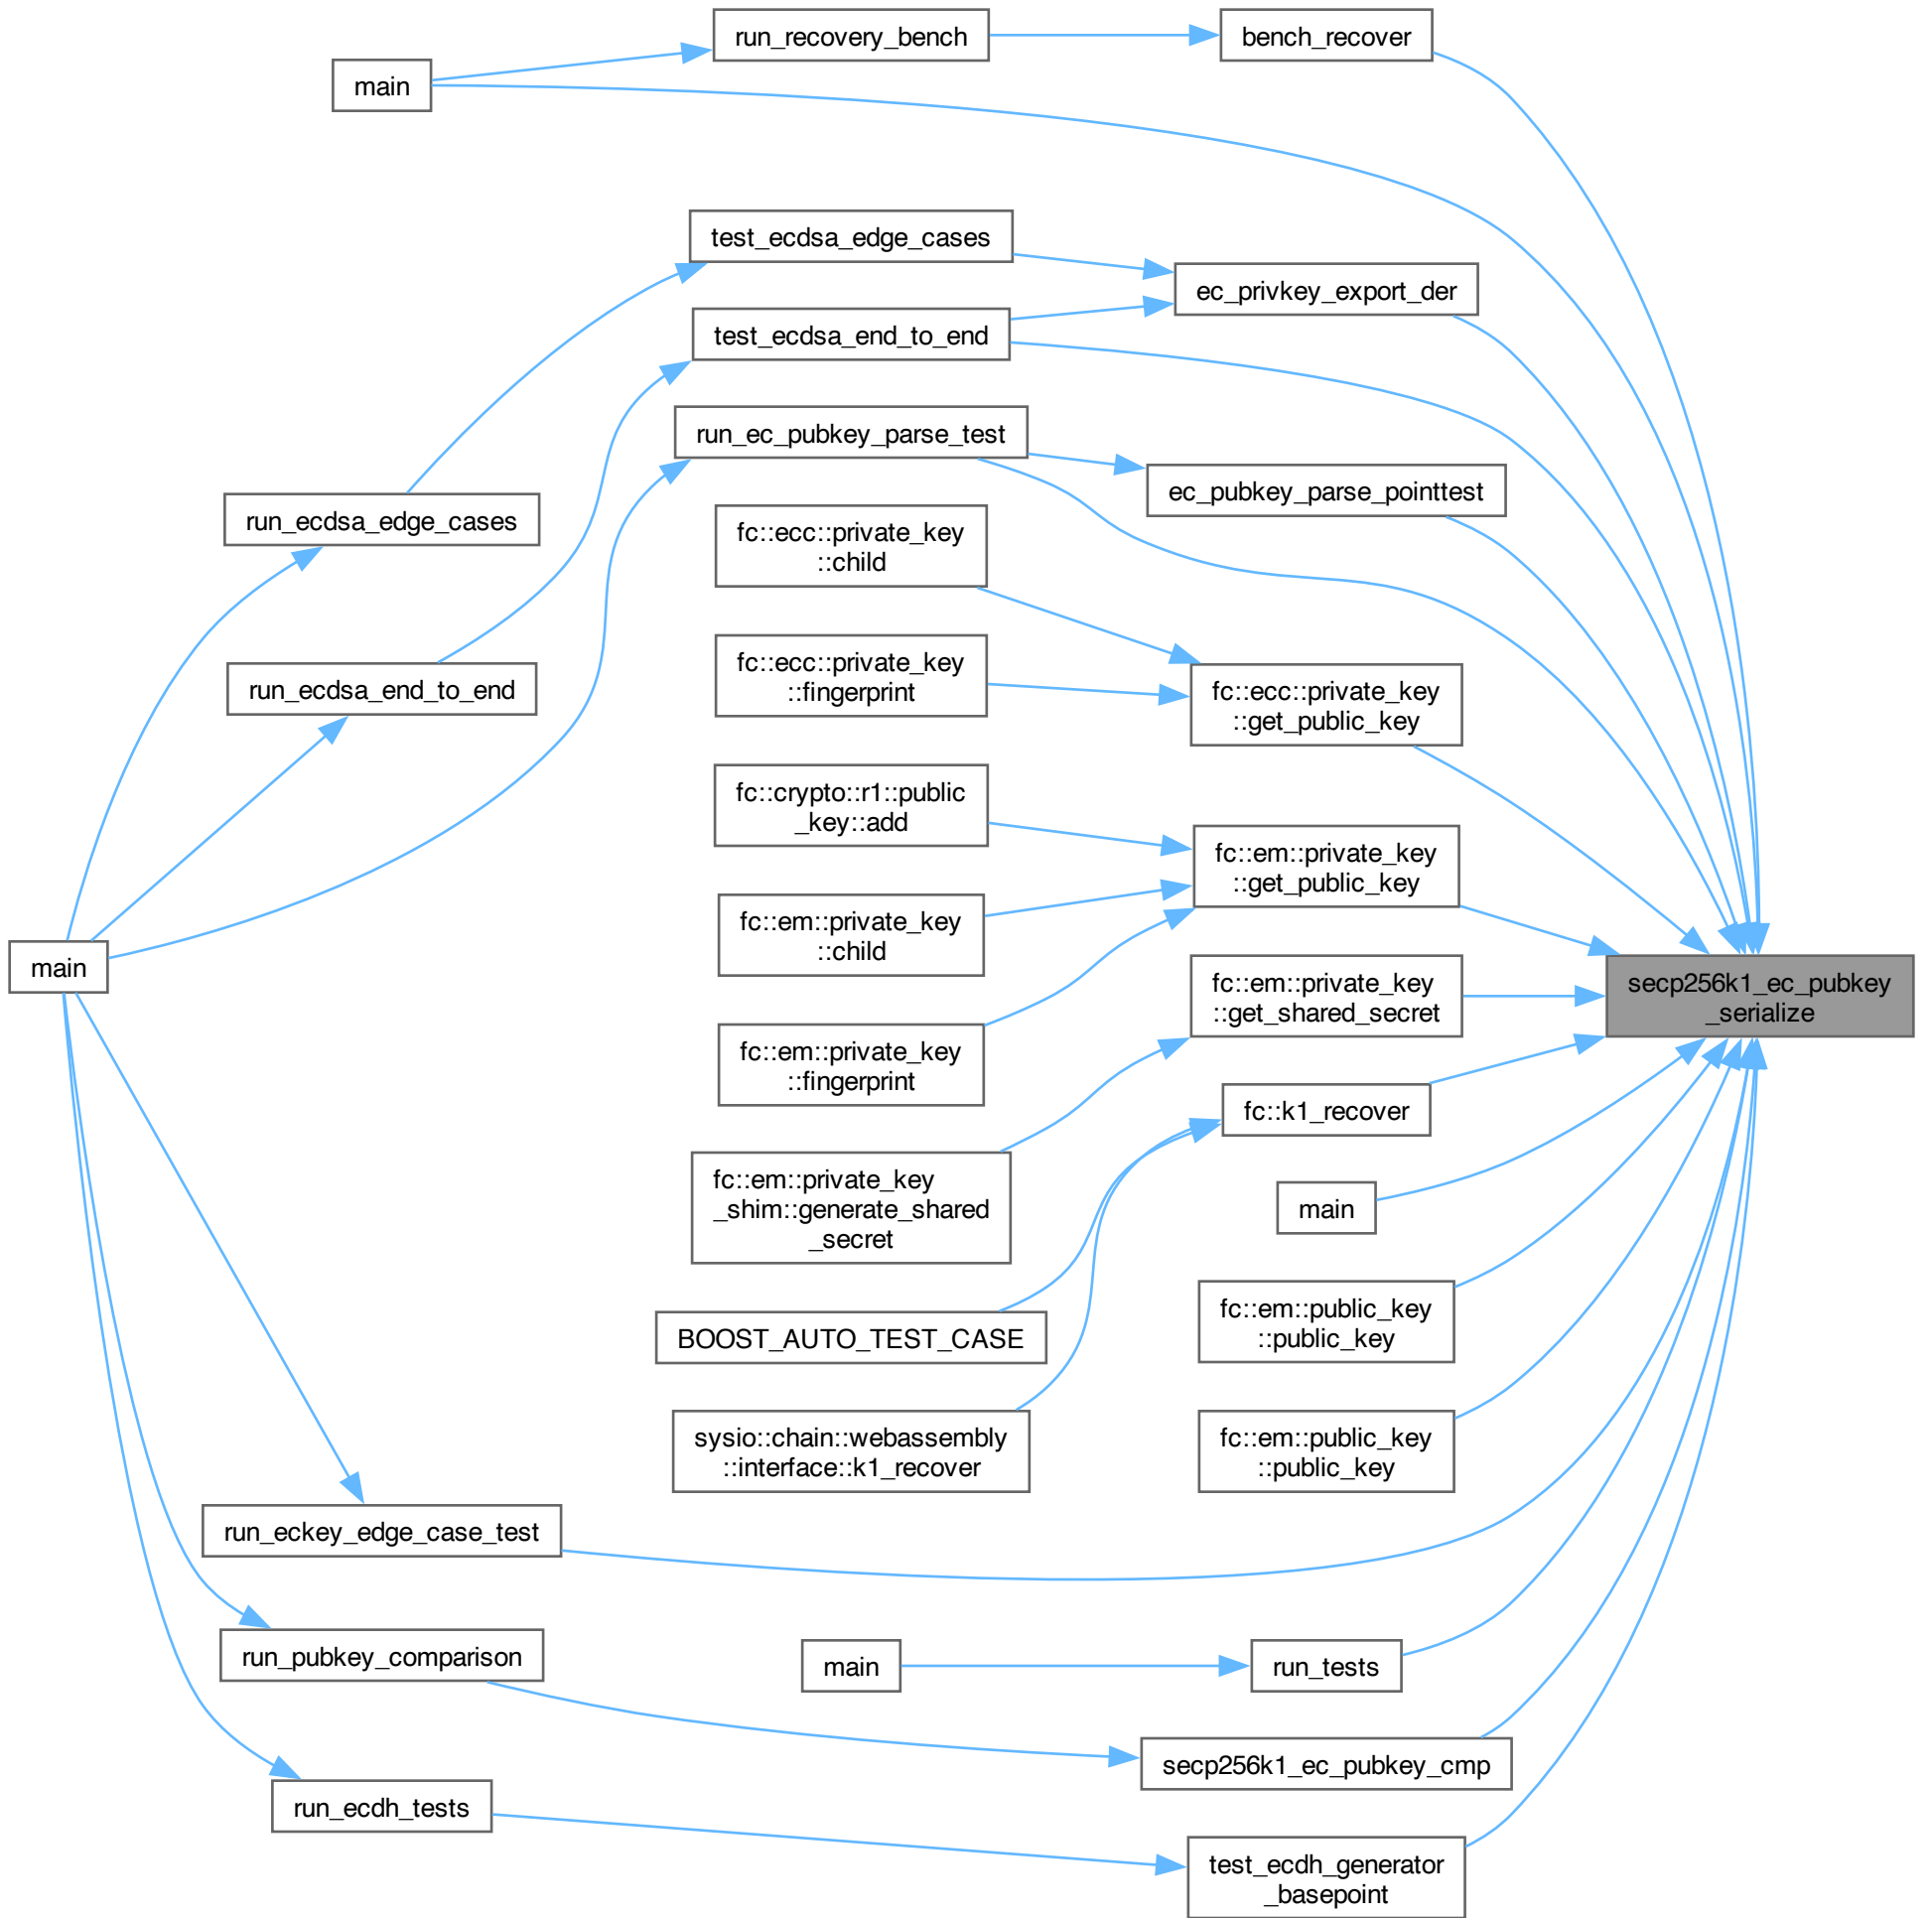 run_recovery_bench
bench_recover
main
test_ecdsa_edge_cases
ec_privkey_export_der
test_ecdsa_end_to_end
run_ec_pubkey_parse_test
ec_pubkey_parse_pointtest
run_ecdsa_edge_cases
fc::ecc::private_key
::child
fc::ecc::private_key
::fingerprint
run_ecdsa_end_to_end
fc::ecc::private_key
::get_public_key
fc::crypto::r1::public
_key::add
fc::em::private_key
::get_public_key
fc::em::private_key
::child
main
fc::em::private_key
::get_shared_secret
secp256k1_ec_pubkey
_serialize
fc::em::private_key
::fingerprint
fc::k1_recover
fc::em::private_key
_shim::generate_shared
_secret
main
fc::em::public_key
::public_key
BOOST_AUTO_TEST_CASE
sysio::chain::webassembly
::interface::k1_recover
fc::em::public_key
::public_key
run_eckey_edge_case_test
run_pubkey_comparison
main
run_tests
secp256k1_ec_pubkey_cmp
run_ecdh_tests
test_ecdh_generator
_basepoint